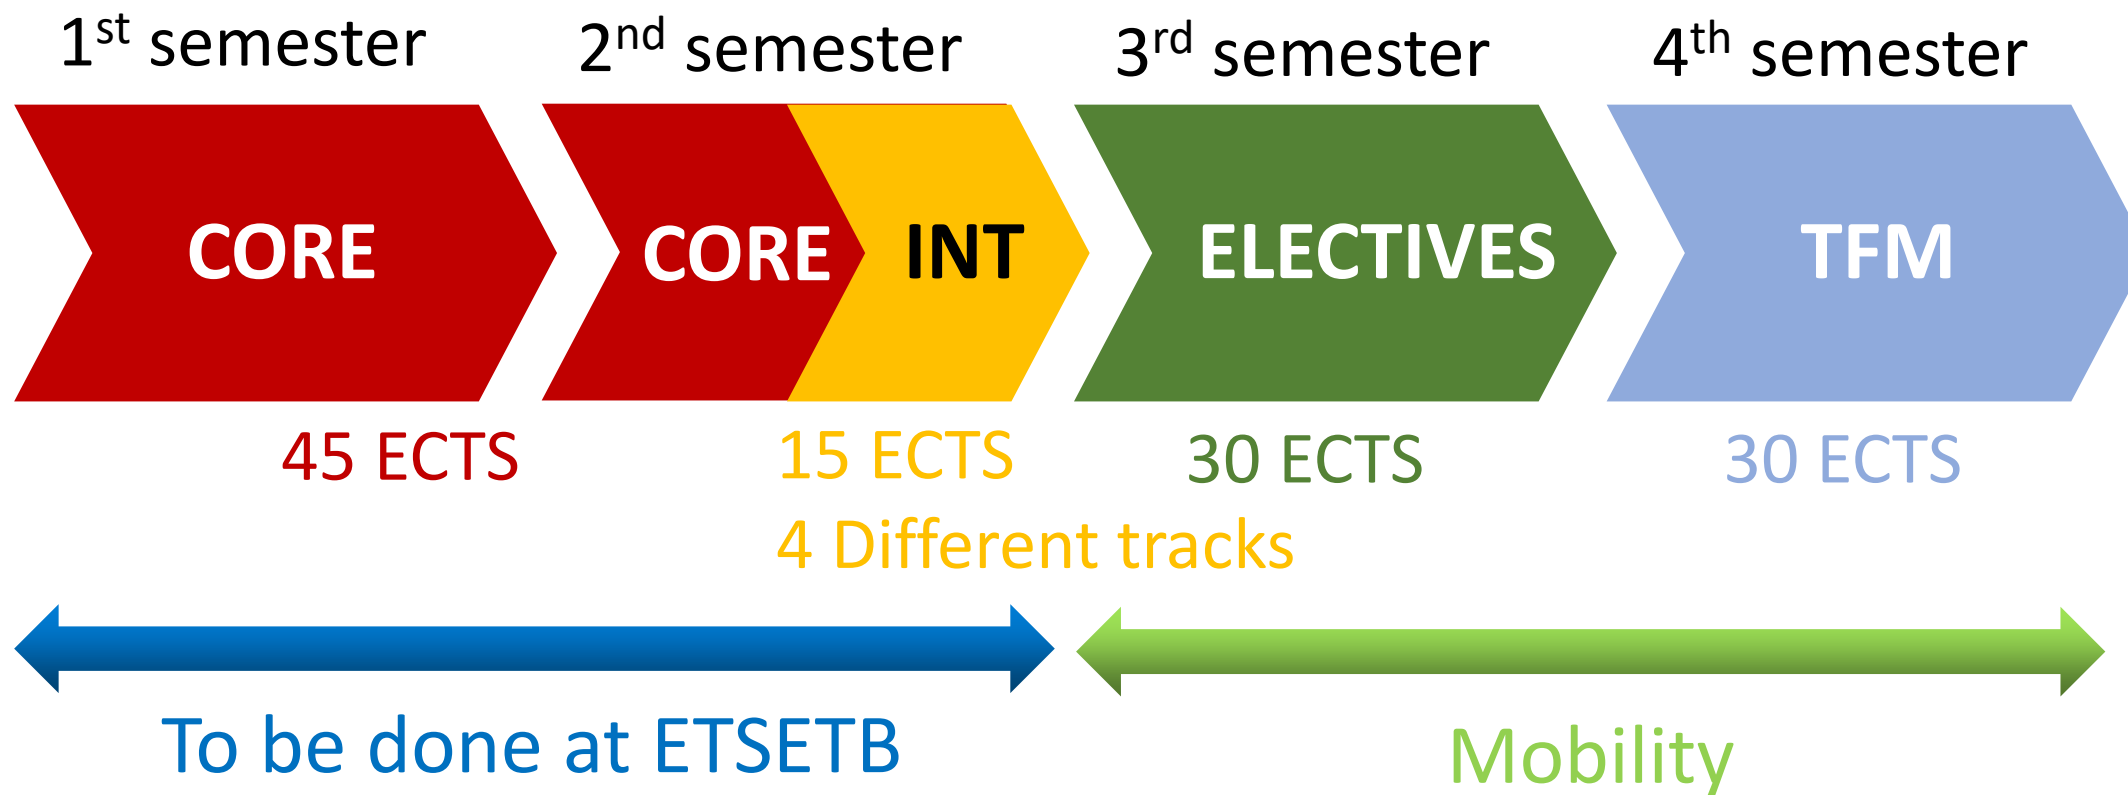 1st semester
2nd semester
3rd semester
4th semester
CORE
CORE
INT
ELECTIVES
TFM
45 ECTS
15 ECTS
30 ECTS
30 ECTS
4 Different tracks
To be done at ETSETB
Mobility